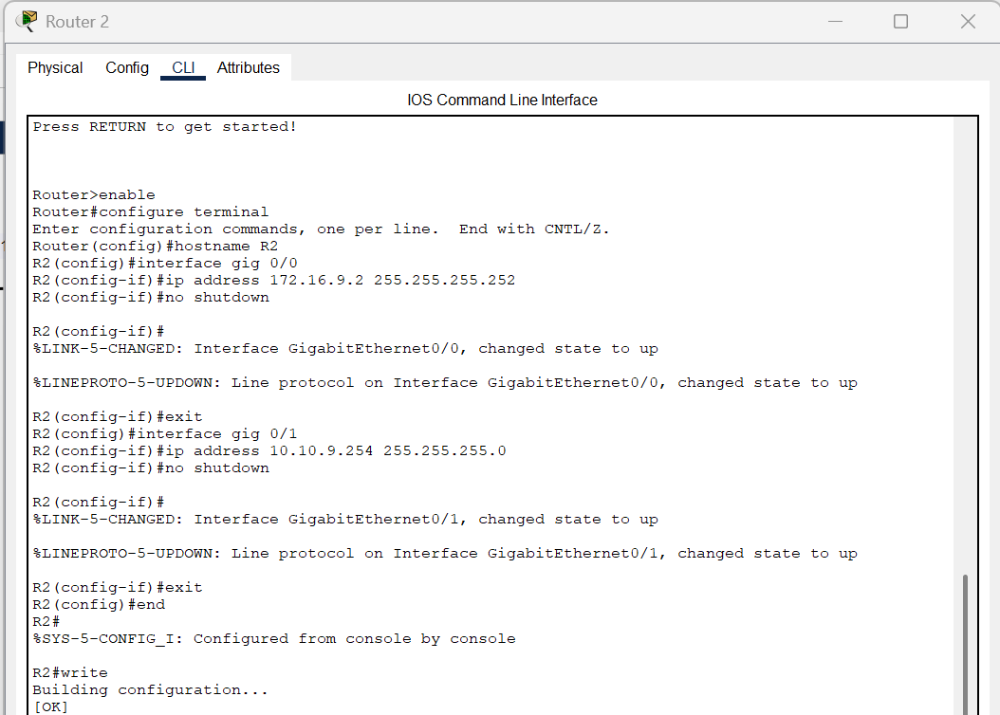 Router 2
Physical Config CLI Attributes
IOS Command Line Interface
Press RETURN to get started!
Router>enable
Router#configure terminal
Enter configuration commands, one per line.  End with CNTL/Z.
Router(config)#hostname R2
R2(config)#interface gig 0/0
R2(config-if)#ip address 172.16.9.2 255.255.255.252
R2(config-if)#no shutdown
R2(config-if)#
%LINK-5-CHANGED: Interface GigabitEthernet0/0, changed state to up
%LINEPROTO-5-UPDOWN: Line protocol on Interface GigabitEthernet0/0, changed state to up
R2(config-if)#exit
R2(config)#interface gig 0/1
R2(config-if)#ip address 10.10.9.254 255.255.255.0
R2(config-if)#no shutdown
R2(config-if)#
%LINK-5-CHANGED: Interface GigabitEthernet0/1, changed state to up
%LINEPROTO-5-UPDOWN: Line protocol on Interface GigabitEthernet0/1, changed state to up
R2(config-if)#exit
R2(config)#end
R2#
%SYS-5-CONFIG_I: Configured from console by console
R2#write
Building configuration...
[OK]